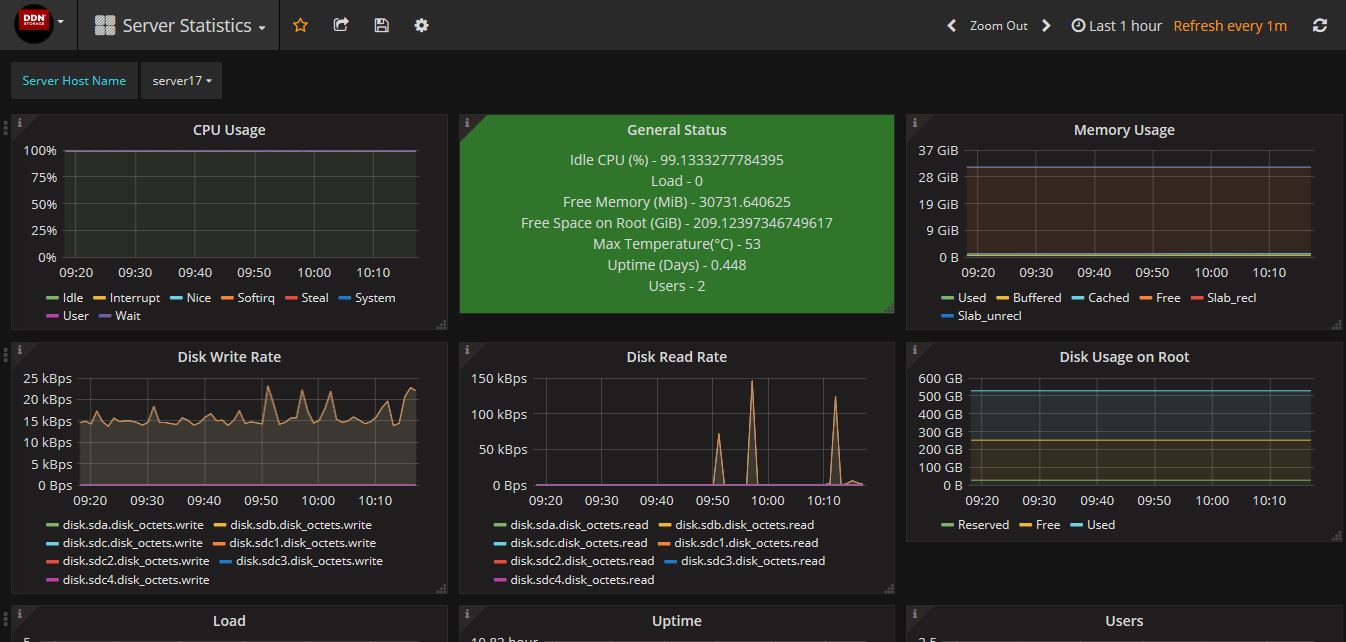 DDN
STORAGE
Server Statistics
Zoom Out
Last 1 hour
Refresh every 1m
Server Host Name
server17
CPU Usage
100%
75%
50%
25%
0%
09:20 09:30 09:40 09:50 10:00 10:10
Idle Interrupt Nice Softirq Steal System
User Wait
General Status
Idle CPU (%) - 99.1333277784395
Load - 0
Free Memory (MiB) - 30731.640625
Free Space on Root (GiB) - 209.12397346749617
Max Temperature(°C) - 53
Uptime (Days) - 0.448
Users - 2
Memory Usage
37 GiB
28 GiB
19 GiB
9 GiB
0 B
09:20 09:30 09:40 09:50 10:00 10:10
Used Buffered Cached Free Slab_recl
Slab_unrecl
Disk Write Rate
25 kBps
20 kBps
15 kBps
10 kBps
5 kBps
0 Bps
09:20 09:30 09:40 09:50 10:00 10:10
disk.sda.disk_octets.write disk.sdb.disk_octets.write
disk.sdc.disk_octets.write disk.sdc1.disk_octets.write
disk.sdc2.disk_octets.write disk.sdc3.disk_octets.write
disk.sdc4.disk_octets.write
Disk Read Rate
150 kBps
100 kBps
50 kBps
0 Bps
09:20 09:30 09:40 09:50 10:00 10:10
disk.sda.disk_octets.read disk.sdb.disk_octets.read
disk.sdc.disk_octets.read disk.sdc1.disk_octets.read
disk.sdc2.disk_octets.read disk.sdc3.disk_octets.read
disk.sdc4.disk_octets.read
Disk Usage on Root
600 GB
500 GB
400 GB
300 GB
200 GB
100 GB
0 B
09:20 09:30 09:40 09:50 10:00 10:10
Reserved Free Used
Load
5
Uptime
10.83 hour
Users
2.5